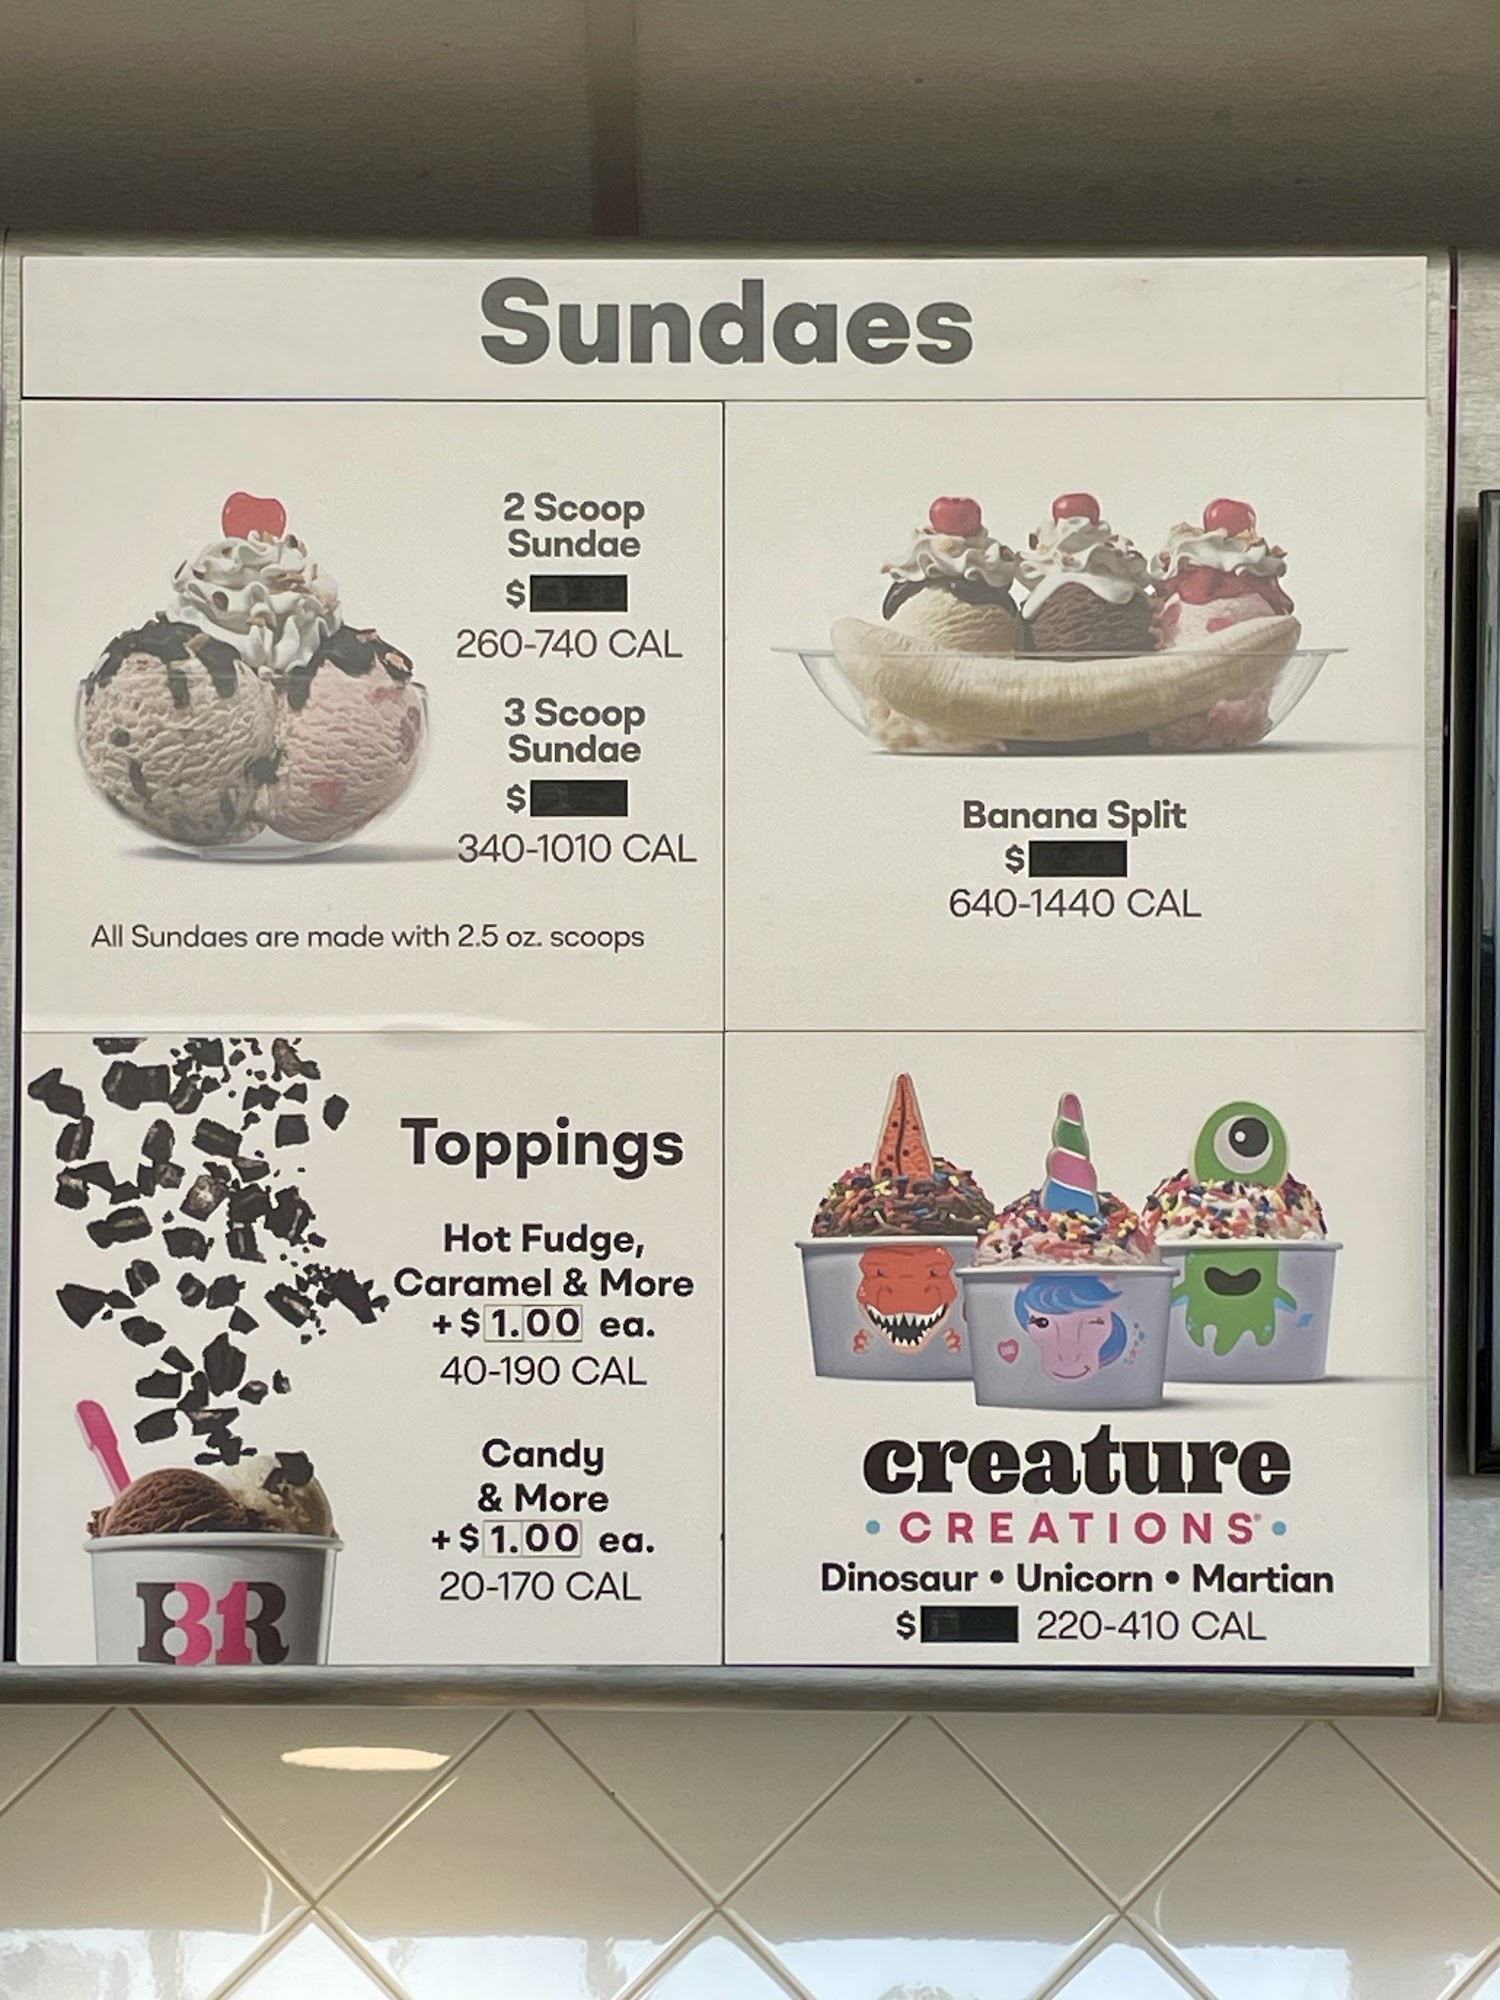 Sundaes
2 Scoop
Sundae
$
260-740 CAL
3 Scoop
Sundae
$
340-1010 CAL
All Sundaes are made with 2.5 oz. scoops
Banana Split
$
640-1440 CAL
Toppings
Hot Fudge,
Caramel & More
+$1.00 ea.
40-190 CAL
Candy
& More
+$1.00 ea.
20-170 CAL
BR
creature
• CREATIONS® •
Dinosaur • Unicorn • Martian
$ 220-410 CAL